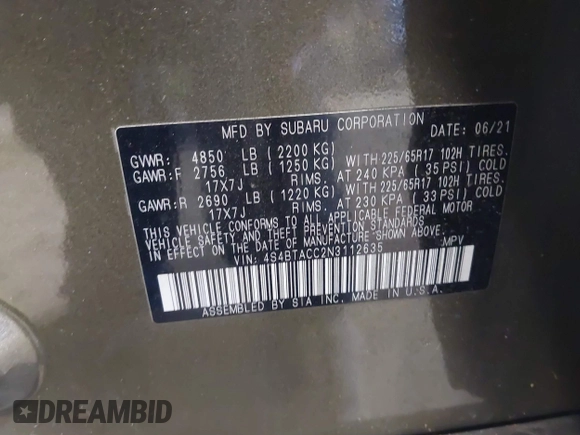 MFD BY SUBARU CORPORATION DATE: 06/21
GVWR: 4850 LB (2200 KG)
GAWR:F 2756 LB (1250 KG) WITH 225/65R17 102H TIRES.
17X7J RIMS. AT 240 KPA (35 PSI) COLD
GAWR:R 2690 LB (1220 KG) WITH 225/65R17 102H TIRES.
17X7J RIMS. AT 230 KPA (33 PSI) COLD
THIS VEHICLE CONFORMS TO ALL APPLICABLE FEDERAL MOTOR
VEHICLE SAFETY AND THEFT PREVENTION STANDARDS
IN EFFECT ON THE DATE OF MANUFACTURE SHOWN ABOVE.
VIN: 4S4BTACC2N3112635 MPV
ASSEMBLED BY SIA INC. MADE IN U.S.A.
DREAMBID